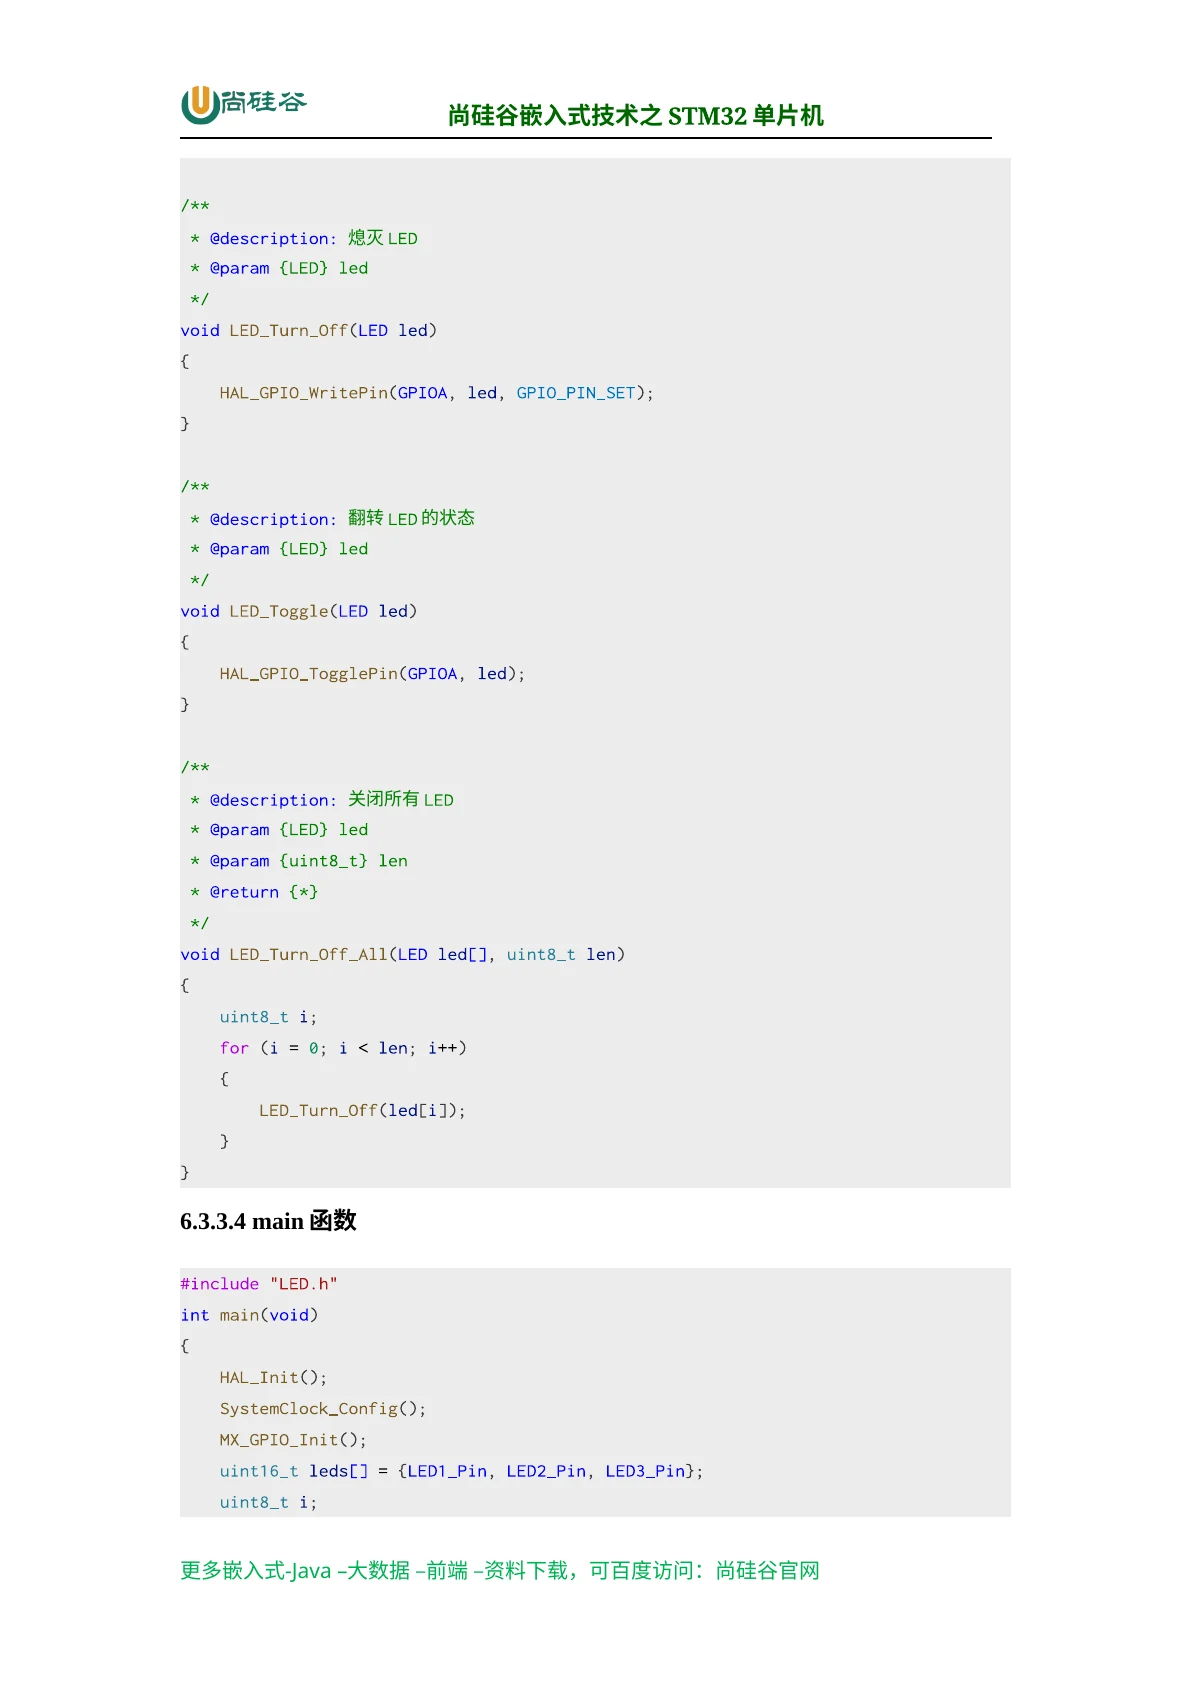 尚硅谷
尚硅谷嵌入式技术之 STM32 单片机
/**
 * @description: 熄灭 LED
 * @param {LED} led
 */
void LED_Turn_Off(LED led)
{
    HAL_GPIO_WritePin(GPIOA, led, GPIO_PIN_SET);
}
/**
 * @description: 翻转 LED 的状态
 * @param {LED} led
 */
void LED_Toggle(LED led)
{
    HAL_GPIO_TogglePin(GPIOA, led);
}
/**
 * @description: 关闭所有 LED
 * @param {LED} led
 * @param {uint8_t} len
 * @return {*}
 */
void LED_Turn_Off_All(LED led[], uint8_t len)
{
    uint8_t i;
    for (i = 0; i < len; i++)
    {
        LED_Turn_Off(led[i]);
    }
}
6.3.3.4 main 函数
#include "LED.h"
int main(void)
{
    HAL_Init();
    SystemClock_Config();
    MX_GPIO_Init();
    uint16_t leds[] = {LED1_Pin, LED2_Pin, LED3_Pin};
    uint8_t i;
更多嵌入式-Java –大数据 –前端 –资料下载，可百度访问：尚硅谷官网